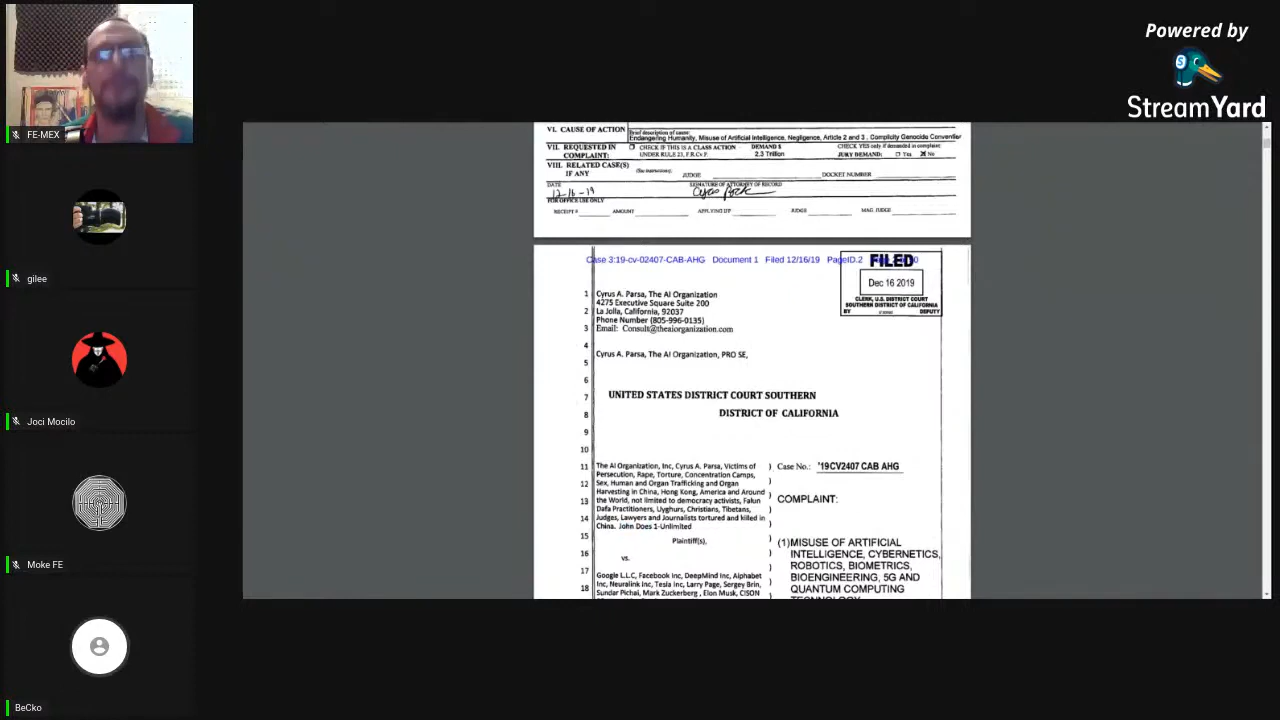 Powered by
StreamYard
FE-MEX
gilee
Joci Mocilo
Moke FE
BeCko
VI. CAUSE OF ACTION
Brief description of cause:
Endangering Humanity, Misuse of Artificial Intelligence, Negligence, Article 2 and 3 , Complicity Genocide Convention
VII. REQUESTED IN COMPLAINT:
CHECK IF THIS IS A CLASS ACTION
UNDER RULE 23, F.R.Cv.P.
DEMAND $
2.3 Trillion
CHECK YES only if demanded in complaint:
JURY DEMAND: Yes No
VIII. RELATED CASE(S)
IF ANY
(See instructions):
JUDGE
DOCKET NUMBER
DATE
12-16-19
SIGNATURE OF ATTORNEY OF RECORD
FOR OFFICE USE ONLY
RECEIPT # AMOUNT APPLYING IFP JUDGE MAG. JUDGE
Case 3:19-cv-02407-CAB-AHG Document 1 Filed 12/16/19 PageID.2
FILED
Dec 16 2019
CLERK, U.S. DISTRICT COURT
SOUTHERN DISTRICT OF CALIFORNIA
BY DEPUTY
1 Cyrus A. Parsa, The AI Organization
4275 Executive Square Suite 200
2 La Jolla, California, 92037
Phone Number (805-996-0135)
3 Email: Consult@theaiorganization.com
4
Cyrus A. Parsa, The AI Organization, PRO SE,
5
6
7 UNITED STATES DISTRICT COURT SOUTHERN
8 DISTRICT OF CALIFORNIA
9
10
11 The AI Organization, Inc, Cyrus A. Parsa, Victims of
Persecution, Rape, Torture, Concentration Camps,
12 Sex, Human and Organ Trafficking and Organ
Harvesting in China, Hong Kong, America and Around
13 the World, not limited to democracy activists, Falun
Dafa Practitioners, Uyghurs, Christians, Tibetans,
14 Judges, Lawyers and Journalists tortured and killed in
China. John Does 1-Unlimited
15 Plaintiff(s),
16 vs.
17 Google L.L.C, Facebook Inc, DeepMind Inc, Alphabet
Inc, Neuralink Inc, Tesla Inc, Larry Page, Sergey Brin,
18 Sundar Pichai, Mark Zuckerberg , Elon Musk, CISON
) Case No.: '19CV2407 CAB AHG
COMPLAINT:
(1)MISUSE OF ARTIFICIAL
INTELLIGENCE, CYBERNETICS,
ROBOTICS, BIOMETRICS,
BIOENGINEERING, 5G AND
QUANTUM COMPUTING
TECHNOLOGY